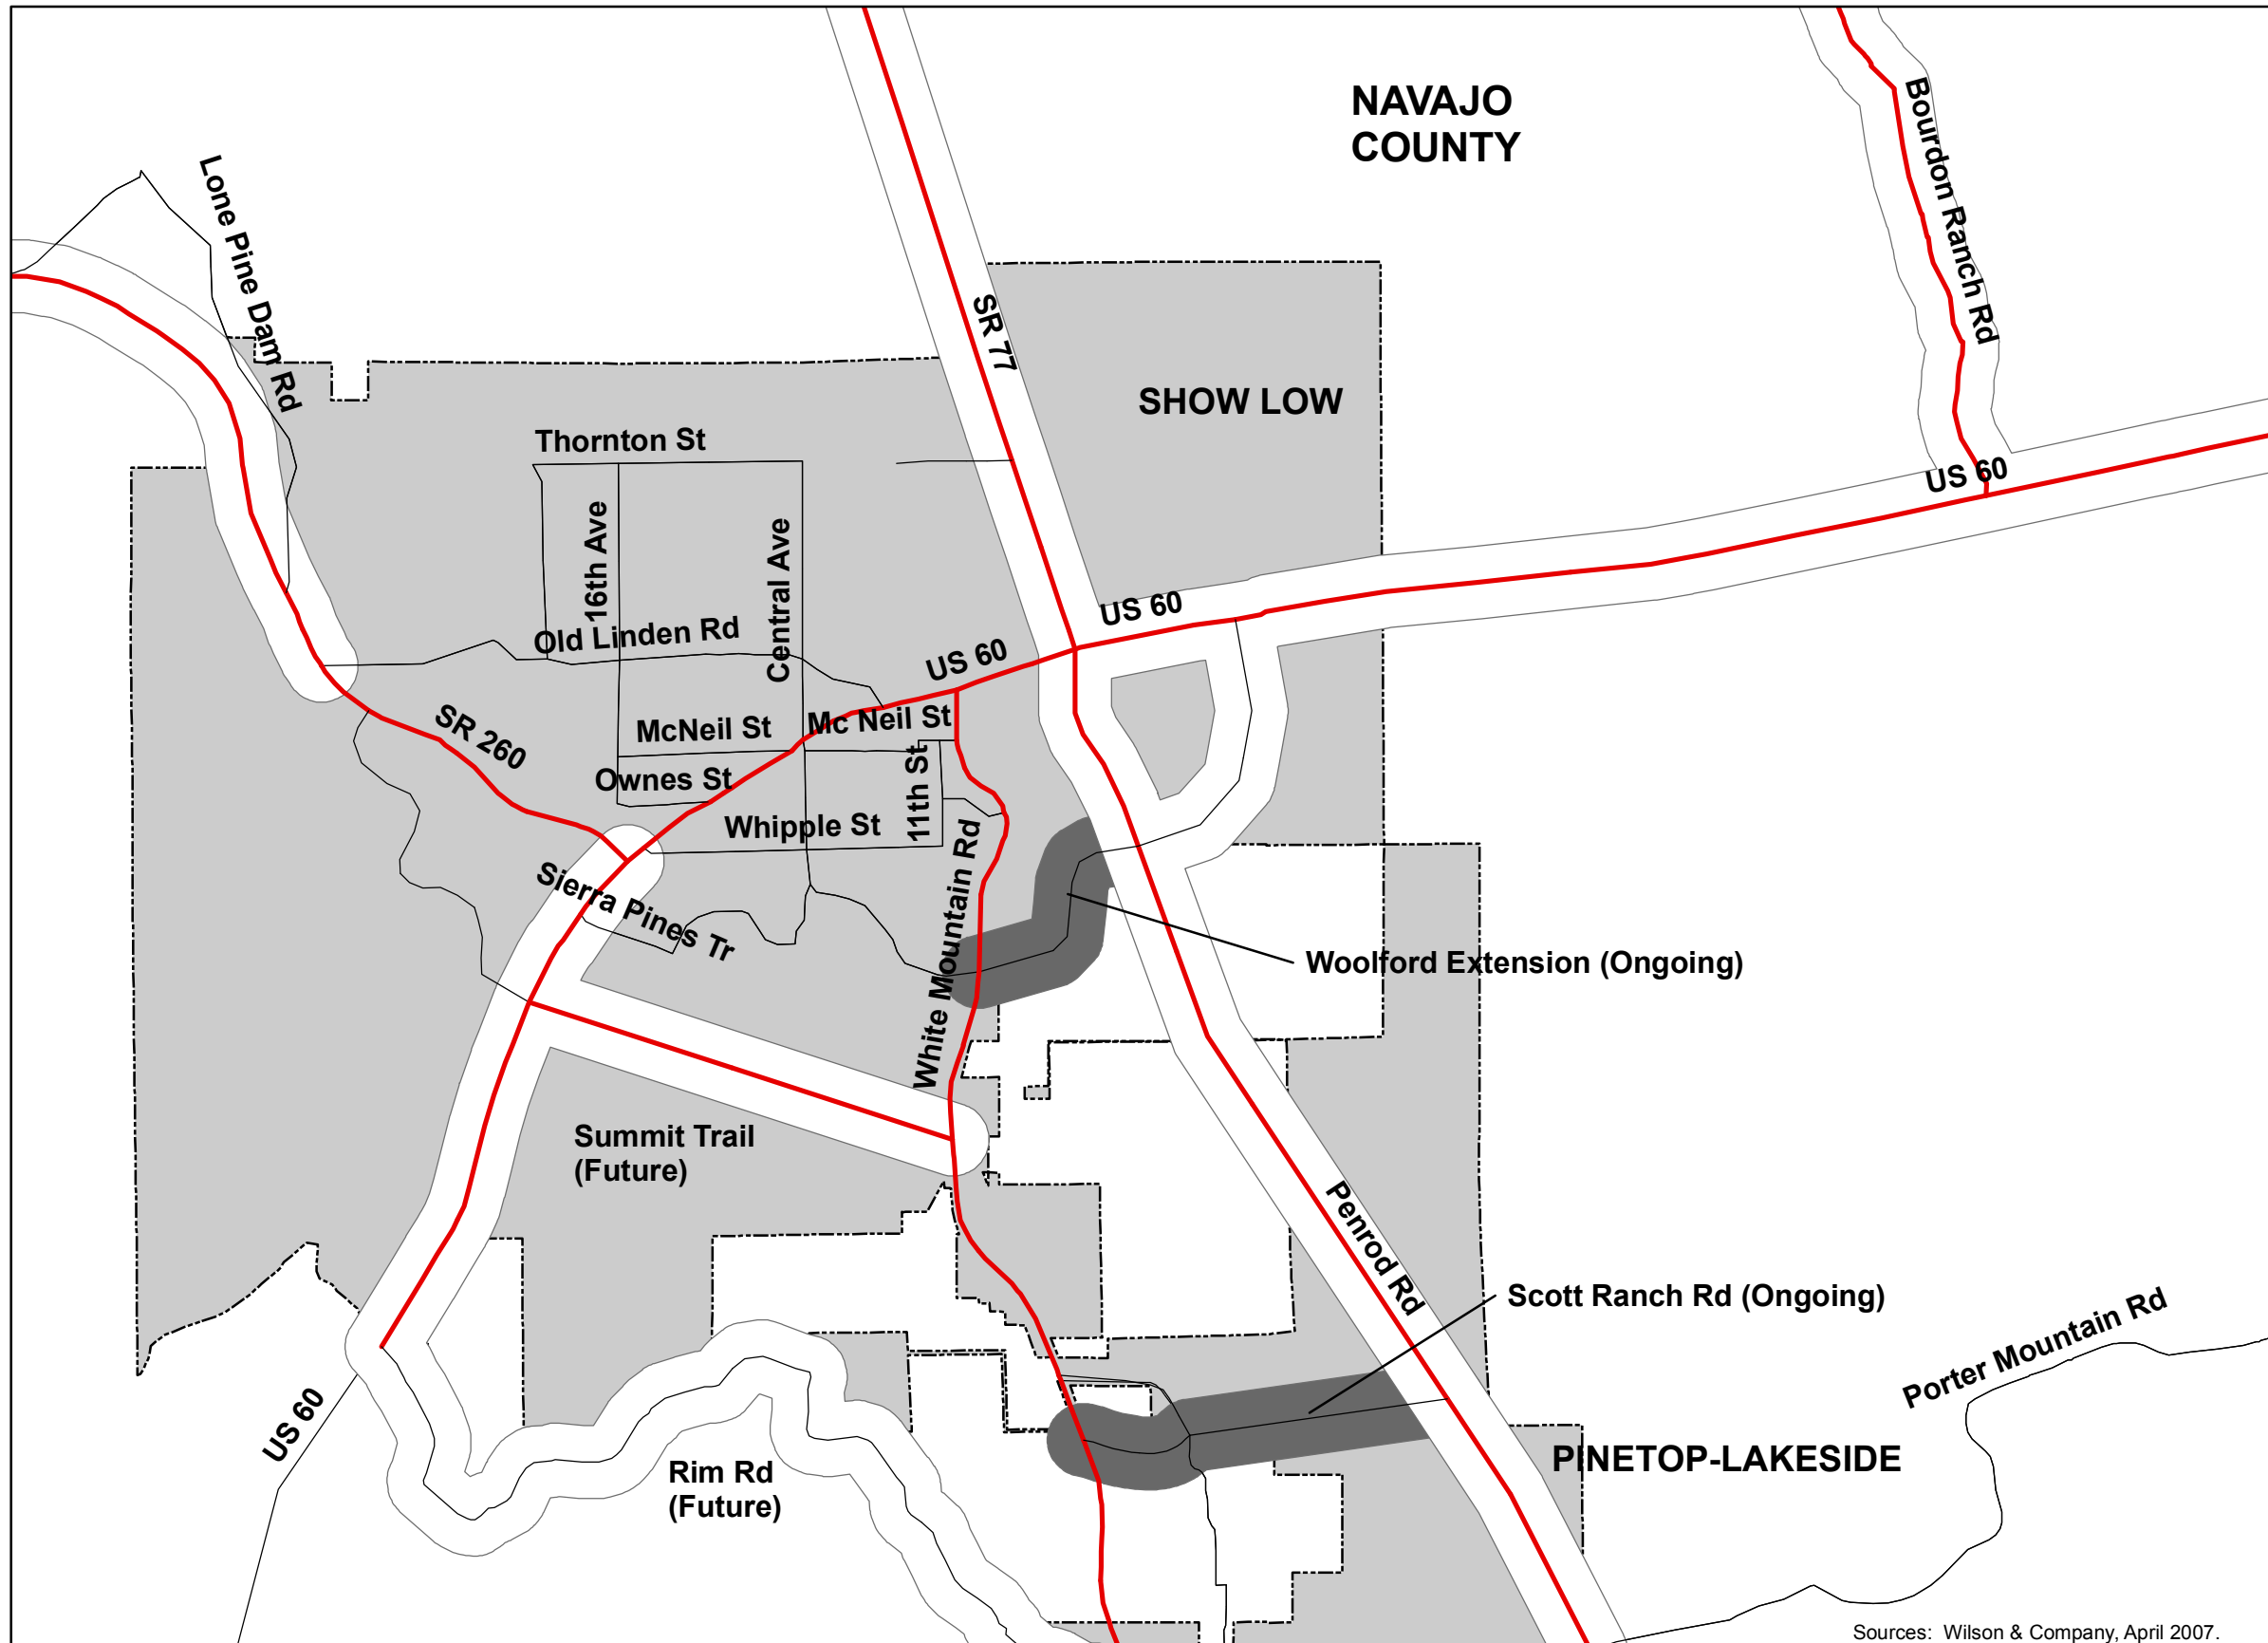 NAVAJO
COUNTY
Bourdon Ranch Rd
Lone Pine Dam Rd
SR 77
SHOW LOW
Thornton St
US 60
16th Ave
Central Ave
US 60
Old Linden Rd
US 60
SR 260
McNeil St
Mc Neil St
Ownes St
11th St
Whipple St
White Mountain Rd
Sierra Pines Tr
Woolford Extension (Ongoing)
Summit Trail
(Future)
Penrod Rd
Scott Ranch Rd (Ongoing)
Porter Mountain Rd
US 60
PINETOP-LAKESIDE
Rim Rd
(Future)
Sources: Wilson & Company, April 2007.